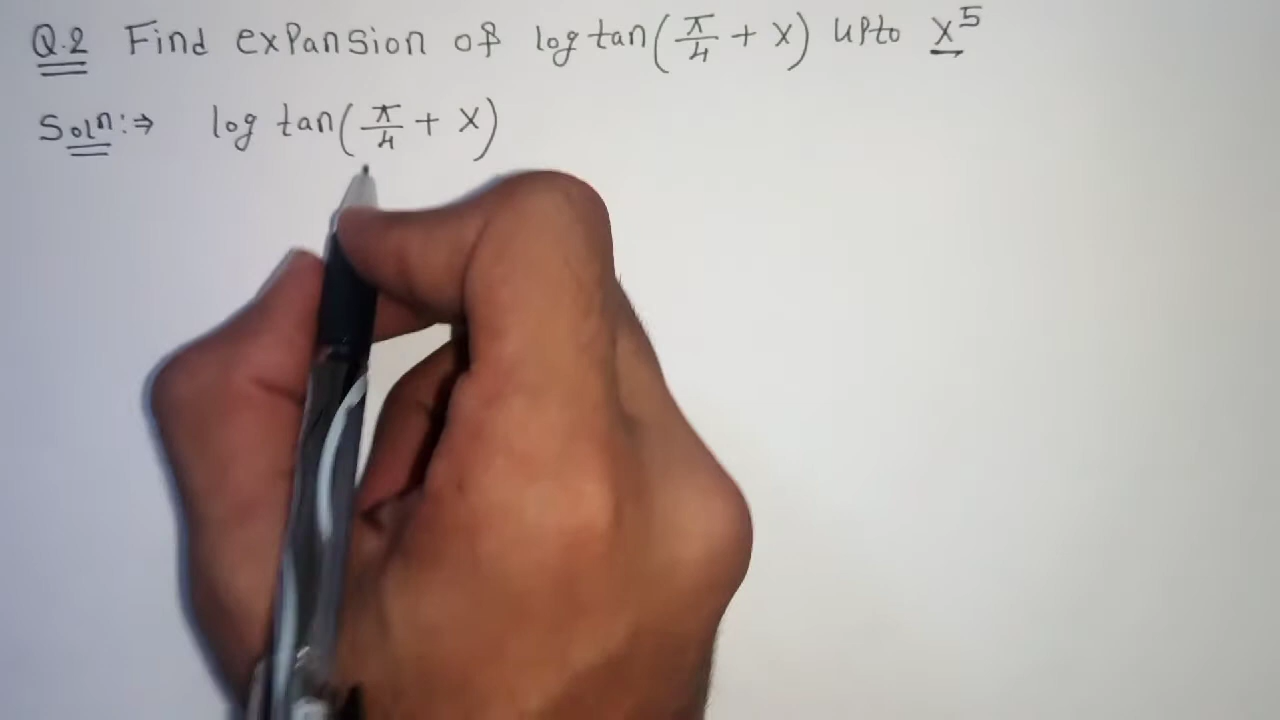 Q.2 Find expansion of log tan(π/4 + x) upto x⁵
Soln:⇒ log tan(π/4 + x)